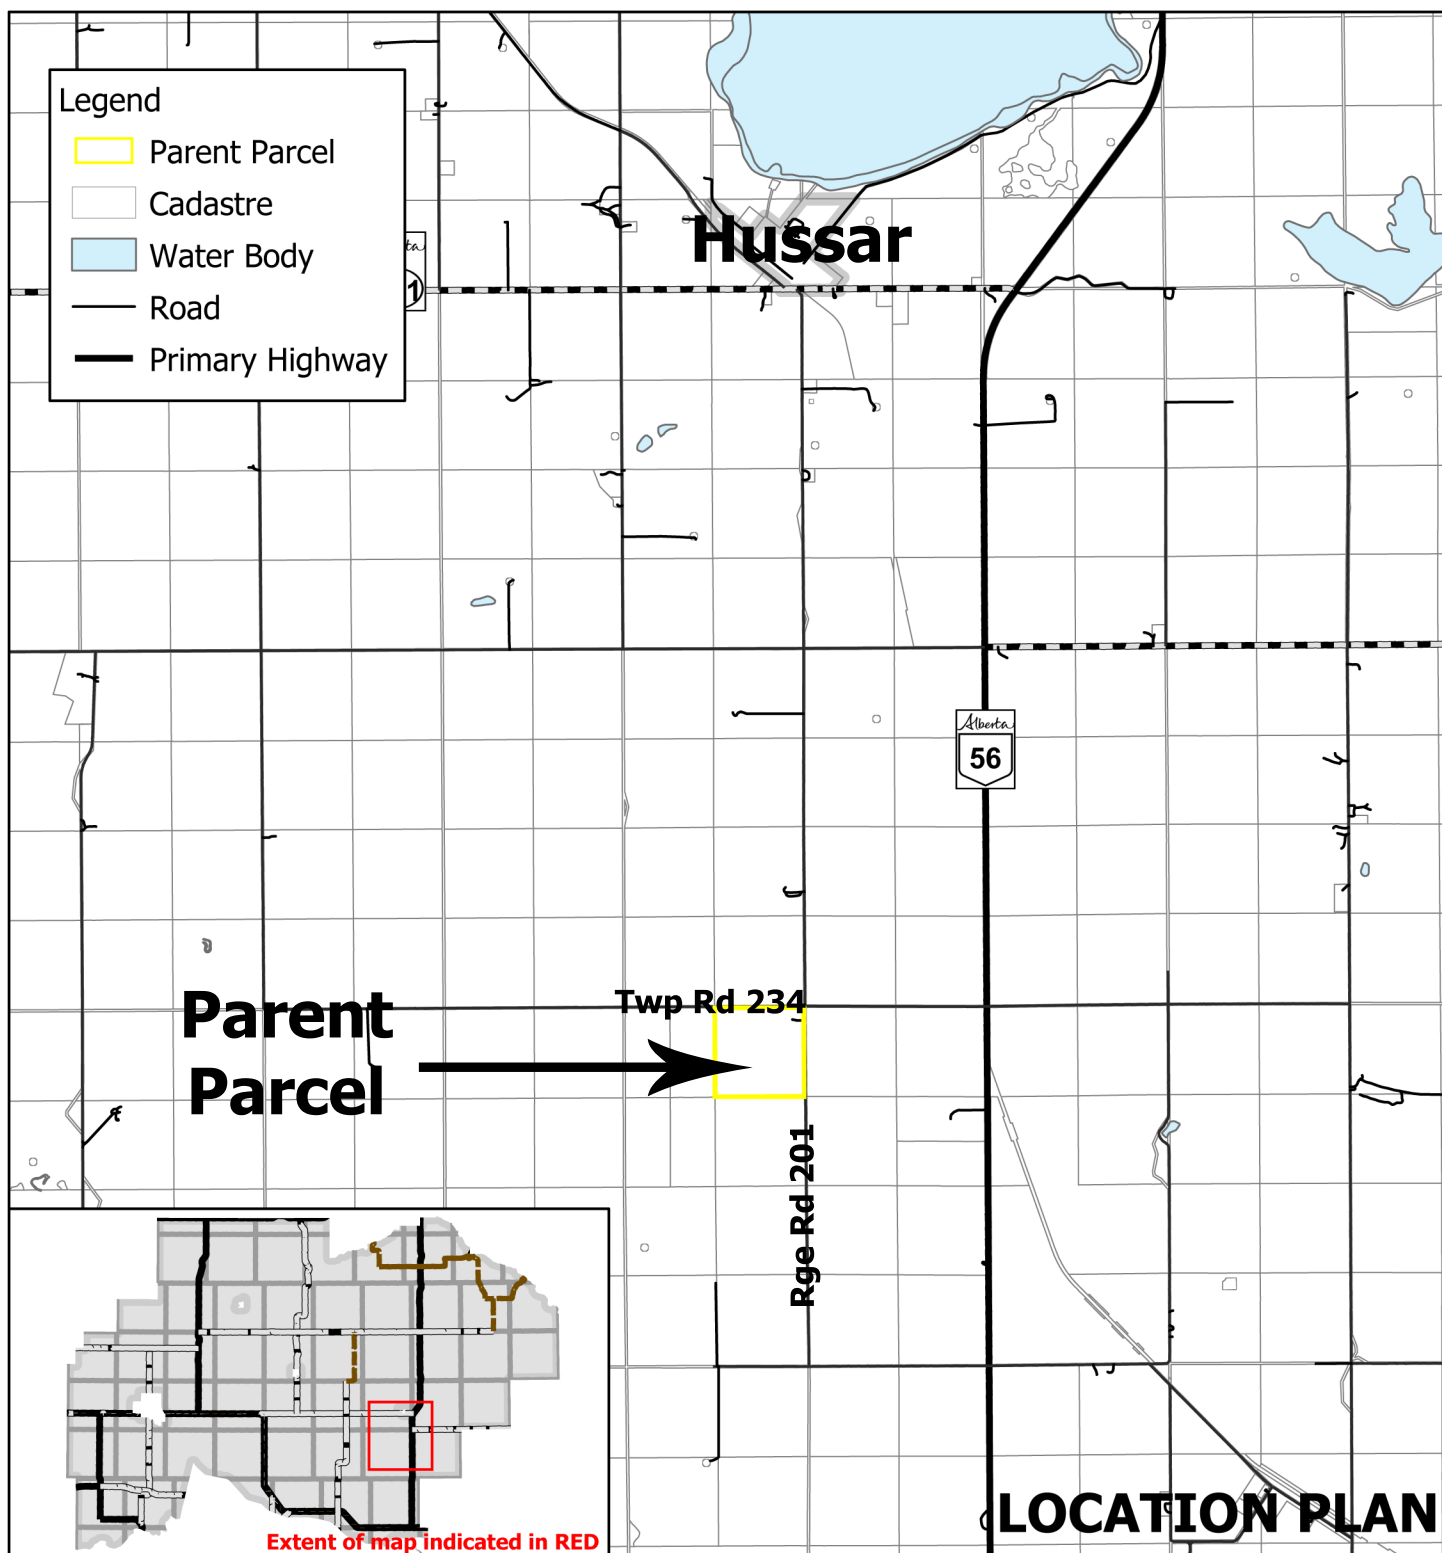 Legend
Parent Parcel
Cadastre
Water Body
Road
Primary Highway
Hussar
1
Alberta
56
Twp Rd 234
Parent
Parcel
Rge Rd 201
Extent of map indicated in RED
LOCATION PLAN